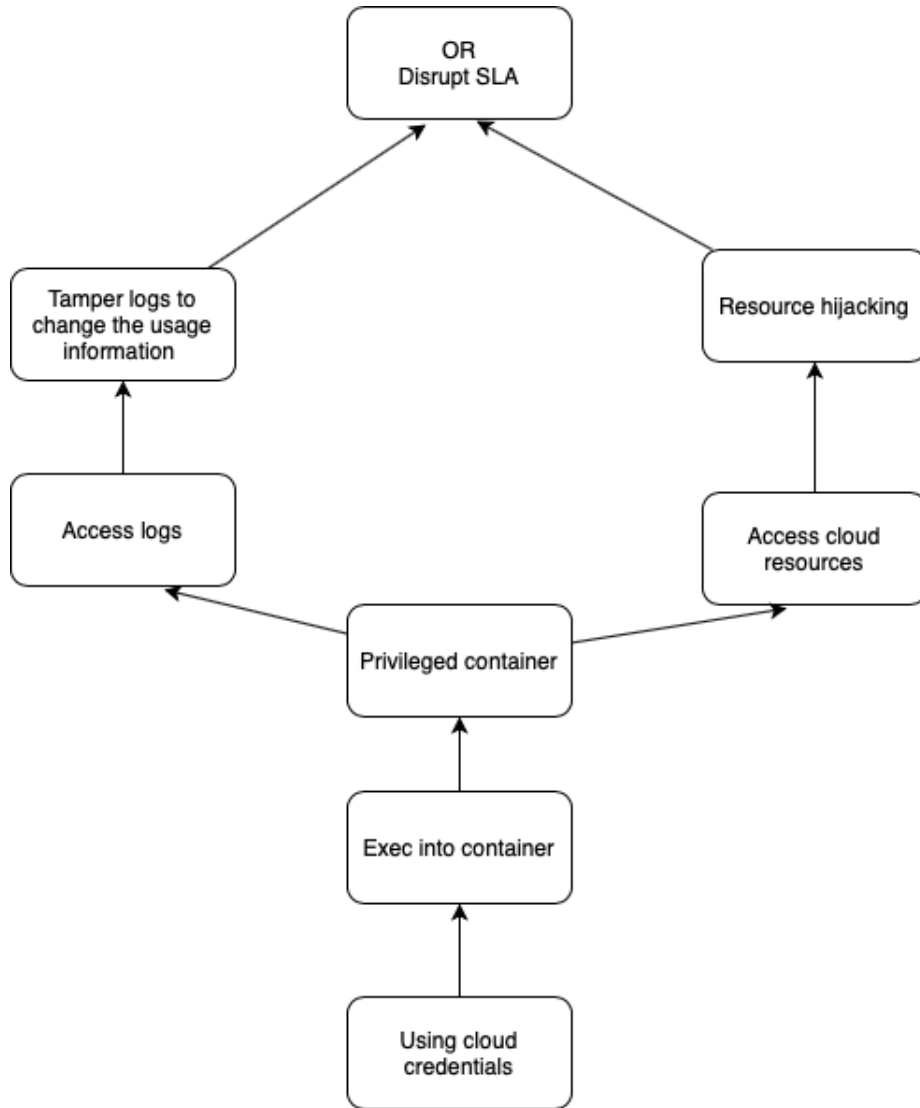 OR
Disrupt SLA
Tamper logs to
change the usage
information
Resource hijacking
Access logs
Access cloud
resources
Privileged container
Exec into container
Using cloud
credentials